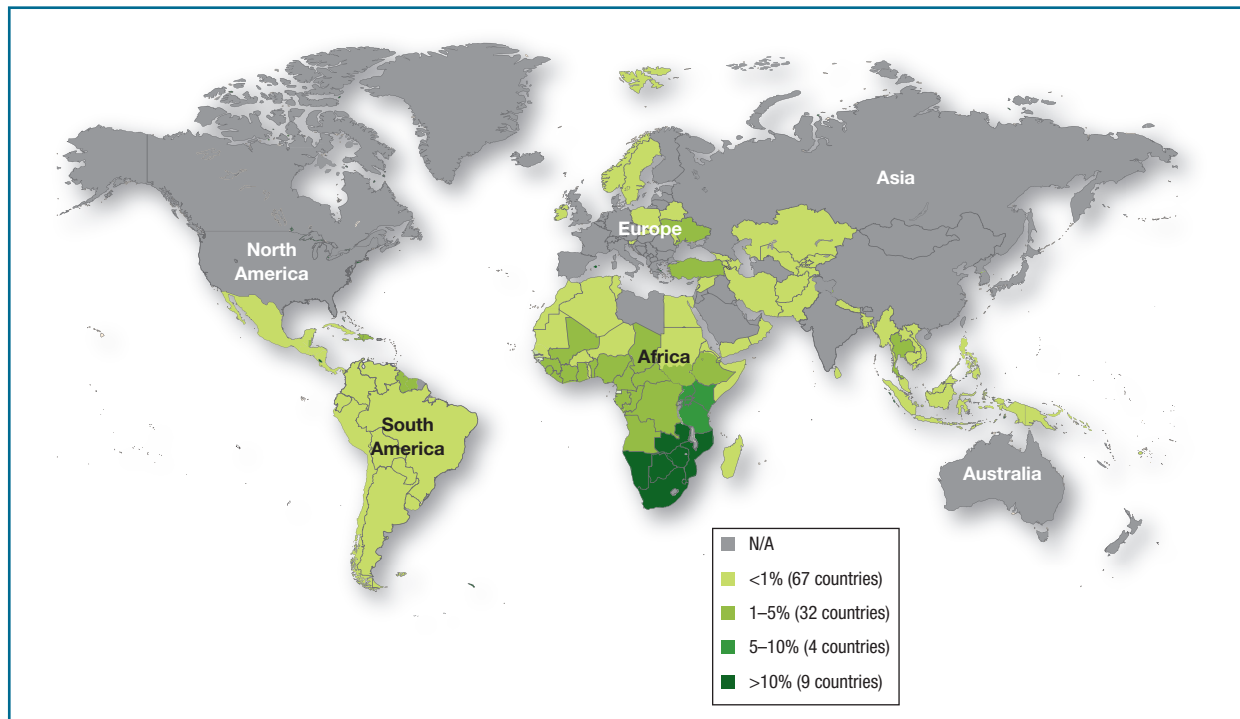 Asia
Europe
North
America
Africa
South
America
Australia
N/A
<1% (67 countries)
1–5% (32 countries)
5–10% (4 countries)
>10% (9 countries)